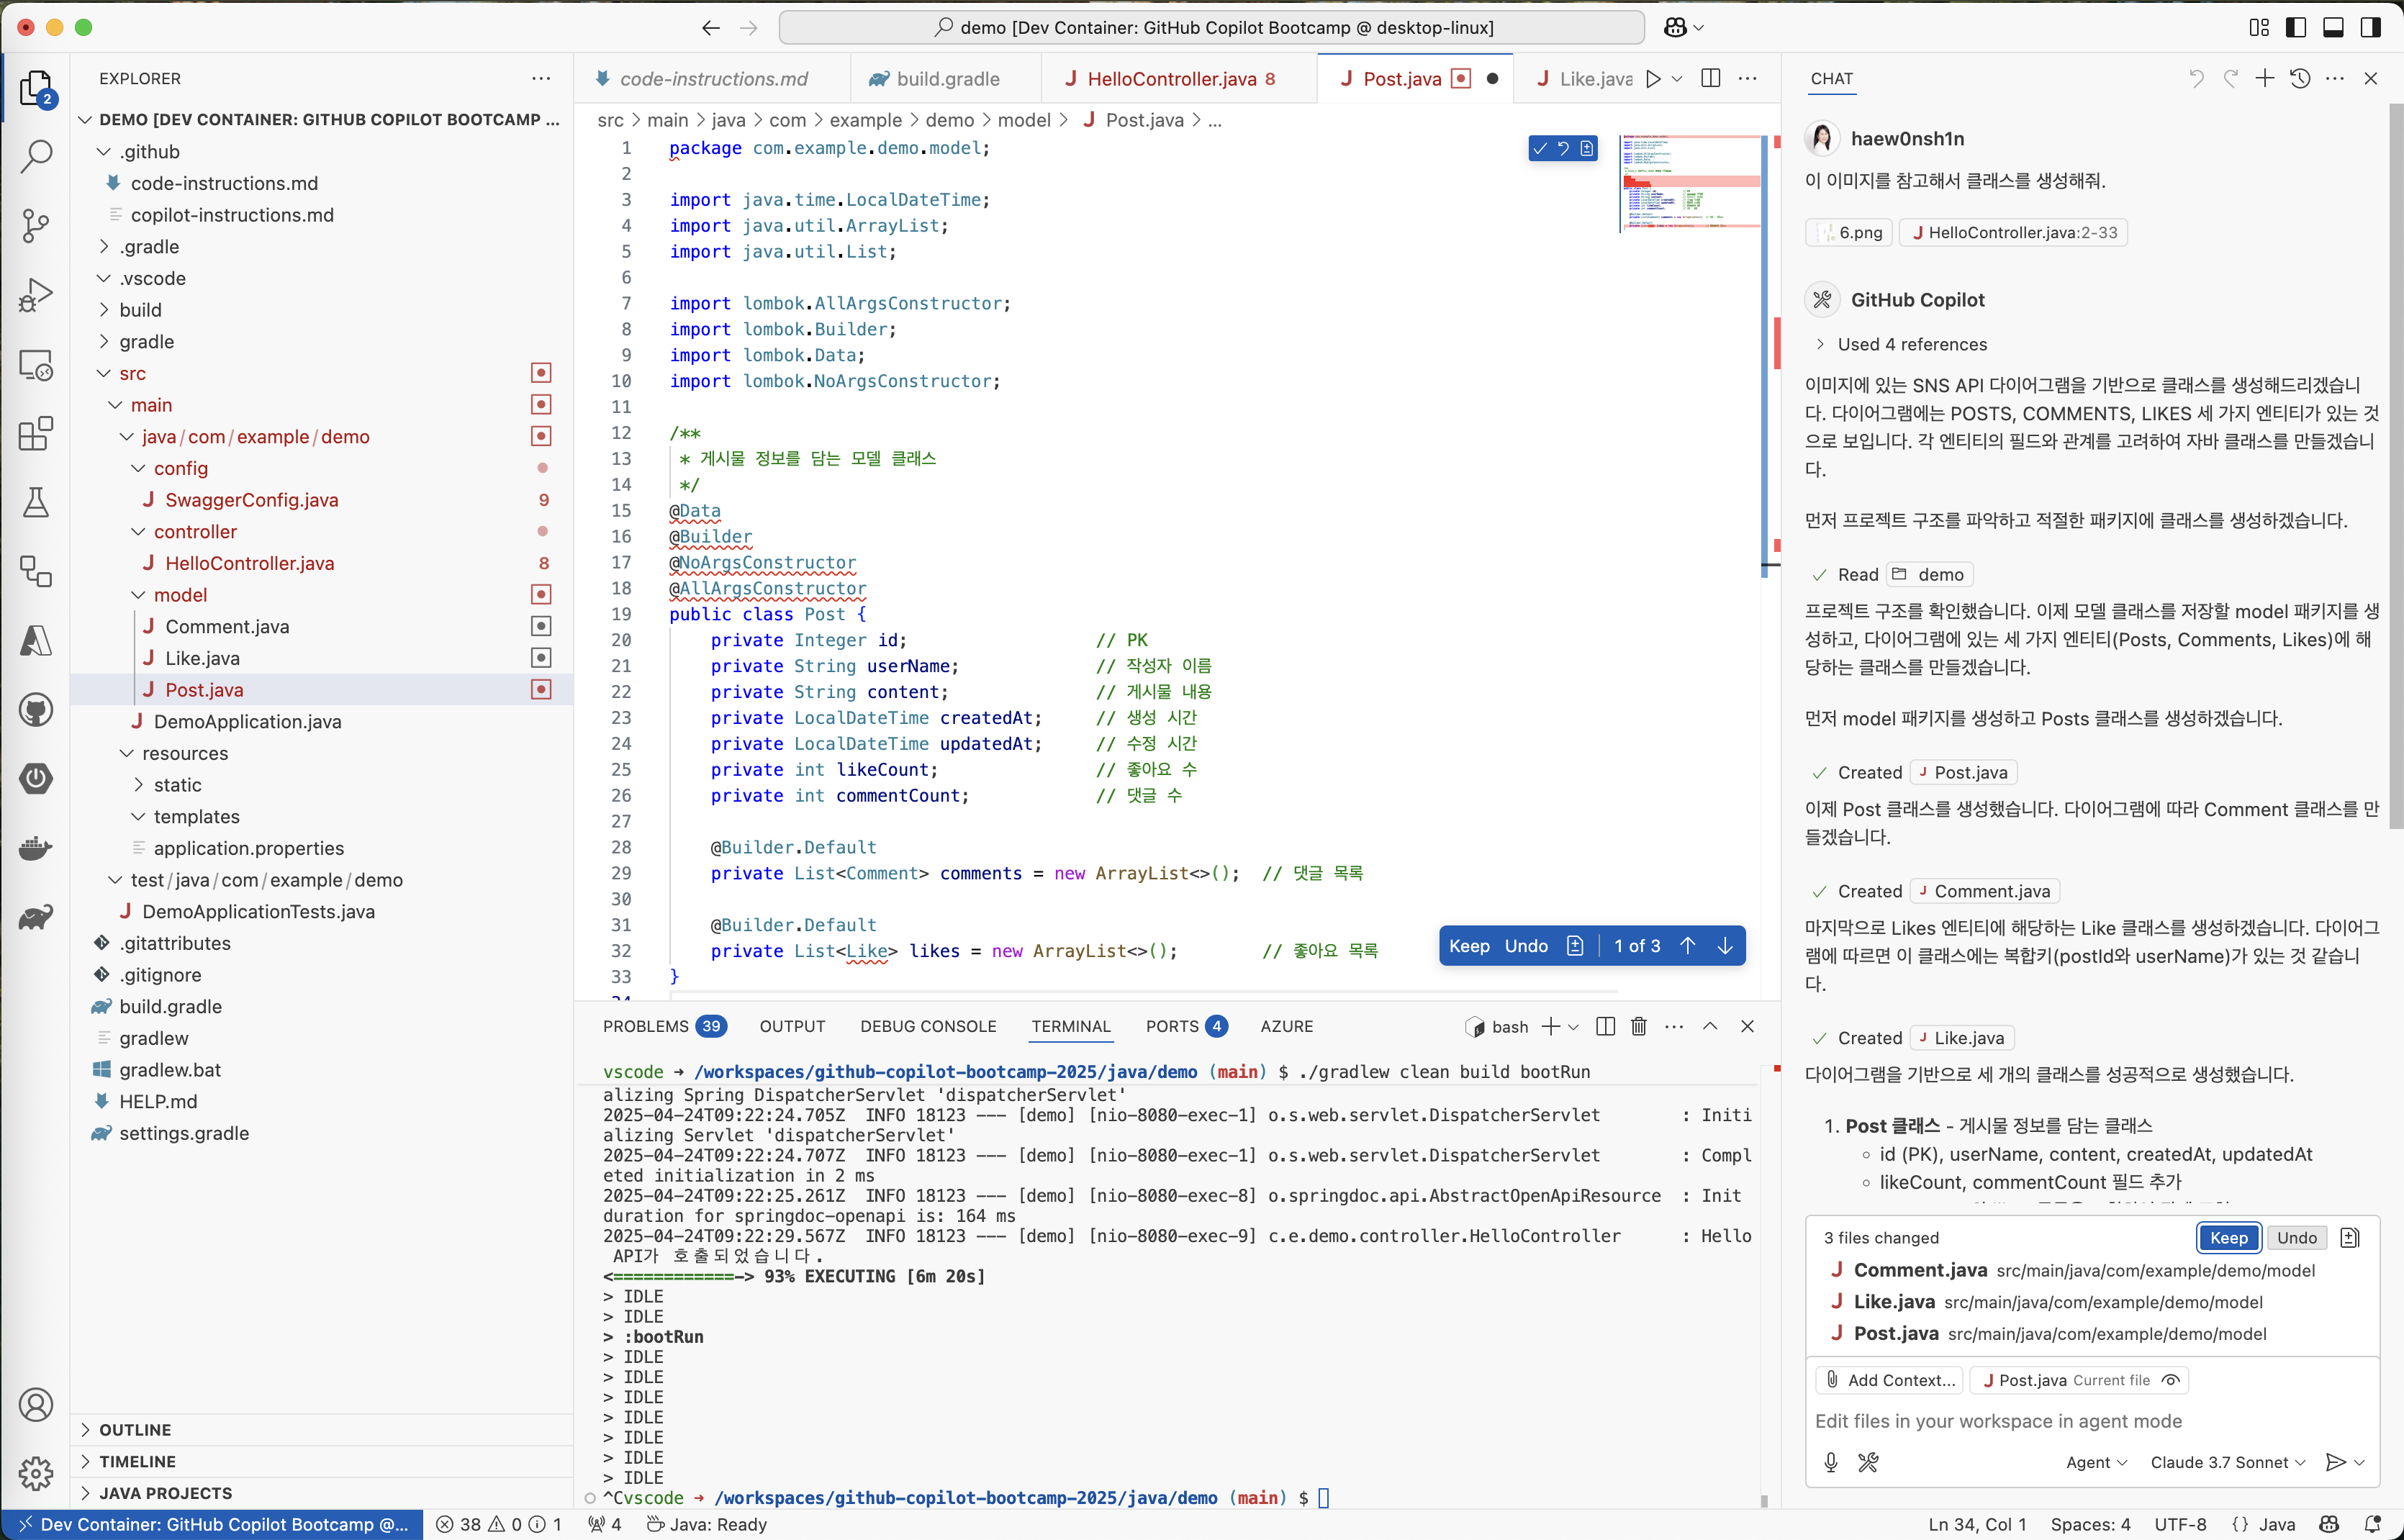 demo [Dev Container: GitHub Copilot Bootcamp @ desktop-linux]
2
EXPLORER
DEMO [DEV CONTAINER: GITHUB COPILOT BOOTCAMP ...
.github
code-instructions.md
copilot-instructions.md
.gradle
.vscode
build
gradle
src
main
java/com/example/demo
config
SwaggerConfig.java 9
controller
HelloController.java 8
model
Comment.java
Like.java
Post.java
DemoApplication.java
resources
static
templates
application.properties
test/java/com/example/demo
DemoApplicationTests.java
.gitattributes
.gitignore
build.gradle
gradlew
gradlew.bat
HELP.md
settings.gradle
OUTLINE
TIMELINE
JAVA PROJECTS
code-instructions.md
build.gradle
HelloController.java 8
Post.java
Like.java
src > main > java > com > example > demo > model > Post.java > ...
1 package com.example.demo.model;
2
3 import java.time.LocalDateTime;
4 import java.util.ArrayList;
5 import java.util.List;
6
7 import lombok.AllArgsConstructor;
8 import lombok.Builder;
9 import lombok.Data;
10 import lombok.NoArgsConstructor;
11
12 /**
13 * 게시물 정보를 담는 모델 클래스
14 */
15 @Data
16 @Builder
17 @NoArgsConstructor
18 @AllArgsConstructor
19 public class Post {
20 private Integer id; // PK
21 private String userName; // 작성자 이름
22 private String content; // 게시물 내용
23 private LocalDateTime createdAt; // 생성 시간
24 private LocalDateTime updatedAt; // 수정 시간
25 private int likeCount; // 좋아요 수
26 private int commentCount; // 댓글 수
27
28 @Builder.Default
29 private List<Comment> comments = new ArrayList<>(); // 댓글 목록
30
31 @Builder.Default
32 private List<Like> likes = new ArrayList<>(); // 좋아요 목록
33 }
Keep Undo 1 of 3
PROBLEMS 39 OUTPUT DEBUG CONSOLE TERMINAL PORTS 4 AZURE
bash
vscode → /workspaces/github-copilot-bootcamp-2025/java/demo (main) $ ./gradlew clean build bootRun
alizing Spring DispatcherServlet 'dispatcherServlet'
2025-04-24T09:22:24.705Z  INFO 18123 --- [demo] [nio-8080-exec-1] o.s.web.servlet.DispatcherServlet : Initi
alizing Servlet 'dispatcherServlet'
2025-04-24T09:22:24.707Z  INFO 18123 --- [demo] [nio-8080-exec-1] o.s.web.servlet.DispatcherServlet : Compl
eted initialization in 2 ms
2025-04-24T09:22:25.261Z  INFO 18123 --- [demo] [nio-8080-exec-8] o.springdoc.api.AbstractOpenApiResource : Init
duration for springdoc-openapi is: 164 ms
2025-04-24T09:22:29.567Z  INFO 18123 --- [demo] [nio-8080-exec-9] c.e.demo.controller.HelloController : Hello
API가 호출되었습니다.
<============-> 93% EXECUTING [6m 20s]
> IDLE
> IDLE
> :bootRun
> IDLE
> IDLE
> IDLE
> IDLE
> IDLE
> IDLE
> IDLE
^Cvscode → /workspaces/github-copilot-bootcamp-2025/java/demo (main) $
CHAT
haew0nsh1n
이 이미지를 참고해서 클래스를 생성해줘.
6.png HelloController.java:2-33
GitHub Copilot
Used 4 references
이미지에 있는 SNS API 다이어그램을 기반으로 클래스를 생성해드리겠습니
다. 다이어그램에는 POSTS, COMMENTS, LIKES 세 가지 엔티티가 있는 것
으로 보입니다. 각 엔티티의 필드와 관계를 고려하여 자바 클래스를 만들겠습니
다.
먼저 프로젝트 구조를 파악하고 적절한 패키지에 클래스를 생성하겠습니다.
Read demo
프로젝트 구조를 확인했습니다. 이제 모델 클래스를 저장할 model 패키지를 생
성하고, 다이어그램에 있는 세 가지 엔티티(Posts, Comments, Likes)에 해
당하는 클래스를 만들겠습니다.
먼저 model 패키지를 생성하고 Posts 클래스를 생성하겠습니다.
Created Post.java
이제 Post 클래스를 생성했습니다. 다이어그램에 따라 Comment 클래스를 만
들겠습니다.
Created Comment.java
마지막으로 Likes 엔티티에 해당하는 Like 클래스를 생성하겠습니다. 다이어그
램에 따르면 이 클래스에는 복합키(postId와 userName)가 있는 것 같습니
다.
Created Like.java
다이어그램을 기반으로 세 개의 클래스를 성공적으로 생성했습니다.
1. Post 클래스 - 게시물 정보를 담는 클래스
id (PK), userName, content, createdAt, updatedAt
likeCount, commentCount 필드 추가
3 files changed Keep Undo
Comment.java src/main/java/com/example/demo/model
Like.java src/main/java/com/example/demo/model
Post.java src/main/java/com/example/demo/model
Add Context... Post.java Current file
Edit files in your workspace in agent mode
Agent Claude 3.7 Sonnet
Dev Container: GitHub Copilot Bootcamp @... 38 0 1 4 Java: Ready Ln 34, Col 1 Spaces: 4 UTF-8 {} Java